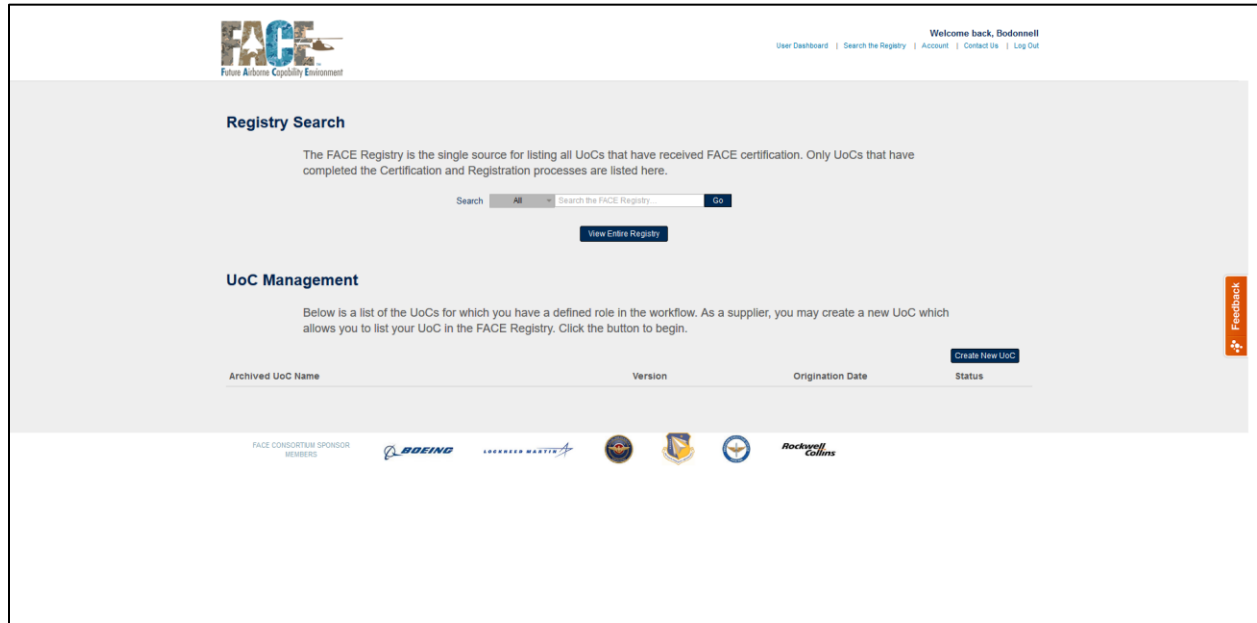 FACE
Future Airborne Capability Environment
Welcome back, Bodonnell
User Dashboard | Search the Registry | Account | Contact Us | Log Out
Registry Search
The FACE Registry is the single source for listing all UoCs that have received FACE certification. Only UoCs that have
completed the Certification and Registration processes are listed here.
Search All Search the FACE Registry... Go
View Entire Registry
UoC Management
Below is a list of the UoCs for which you have a defined role in the workflow. As a supplier, you may create a new UoC which
allows you to list your UoC in the FACE Registry. Click the button to begin.
Feedback
Create New UoC
Archived UoC Name Version Origination Date Status
FACE CONSORTIUM SPONSOR
MEMBERS
BOEING
LOCKHEED MARTIN
Rockwell
Collins